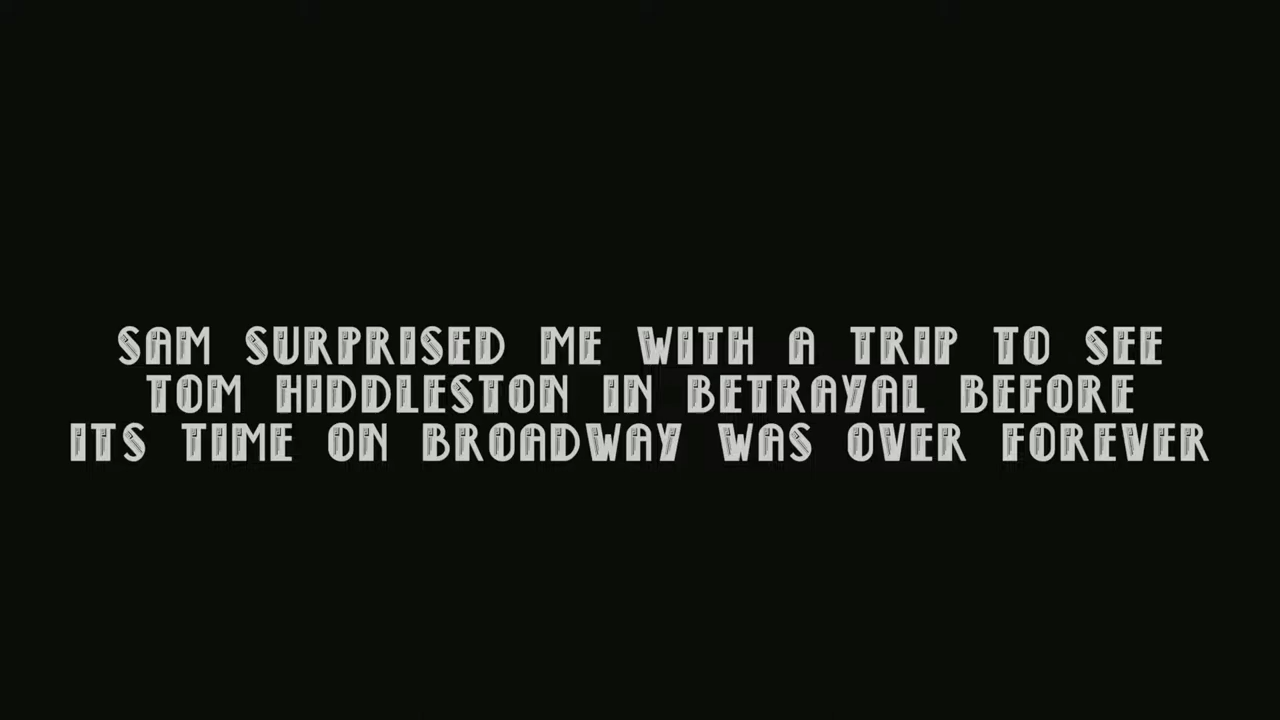 SAM SURPRISED ME WITH A TRIP TO SEE
TOM HIDDLESTON IN BETRAYAL BEFORE
ITS TIME ON BROADWAY WAS OVER FOREVER